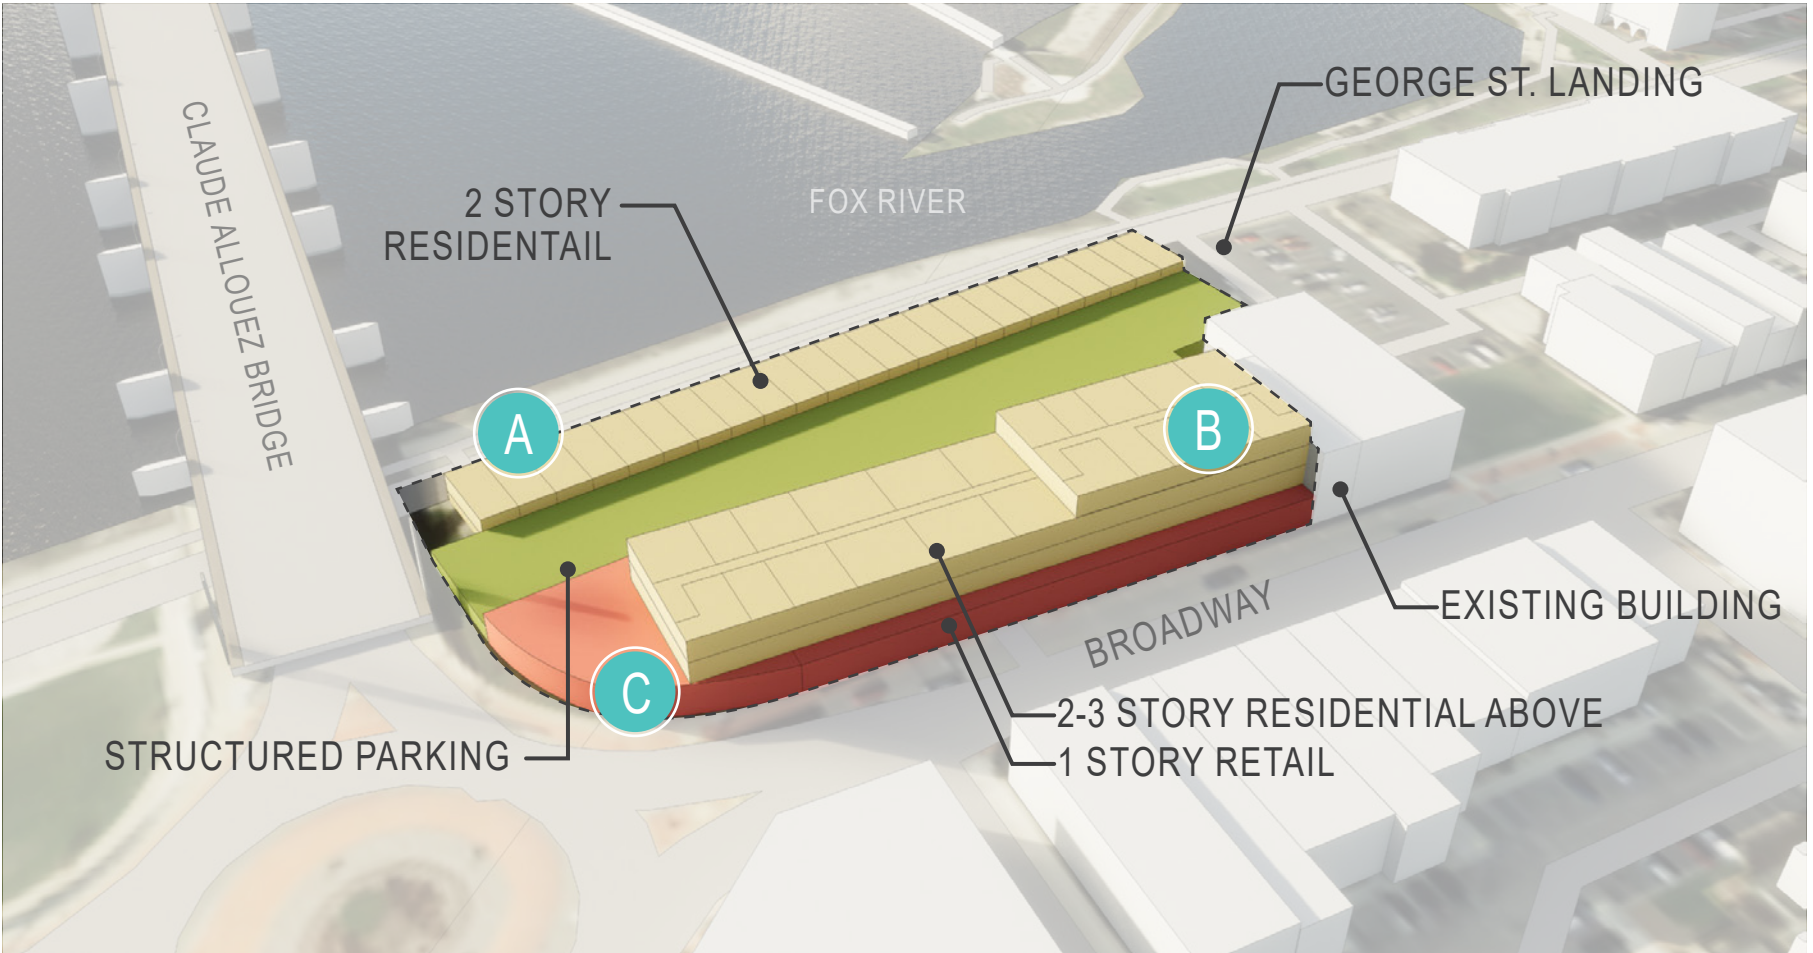 GEORGE ST. LANDING
CLAUDE ALLOUEZ BRIDGE
2 STORY
RESIDENTAIL
FOX RIVER
A
B
EXISTING BUILDING
BROADWAY
C
2-3 STORY RESIDENTIAL ABOVE
1 STORY RETAIL
STRUCTURED PARKING